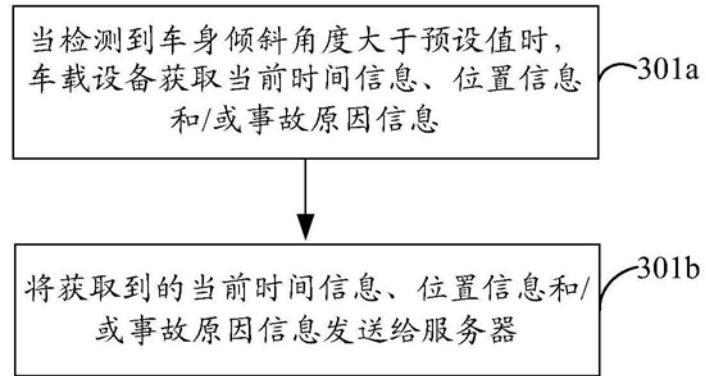 当检测到车身倾斜角度大于预设值时，
车载设备获取当前时间信息、位置信息
和/或事故原因信息
301a
将获取到的当前时间信息、位置信息和/
或事故原因信息发送给服务器
301b